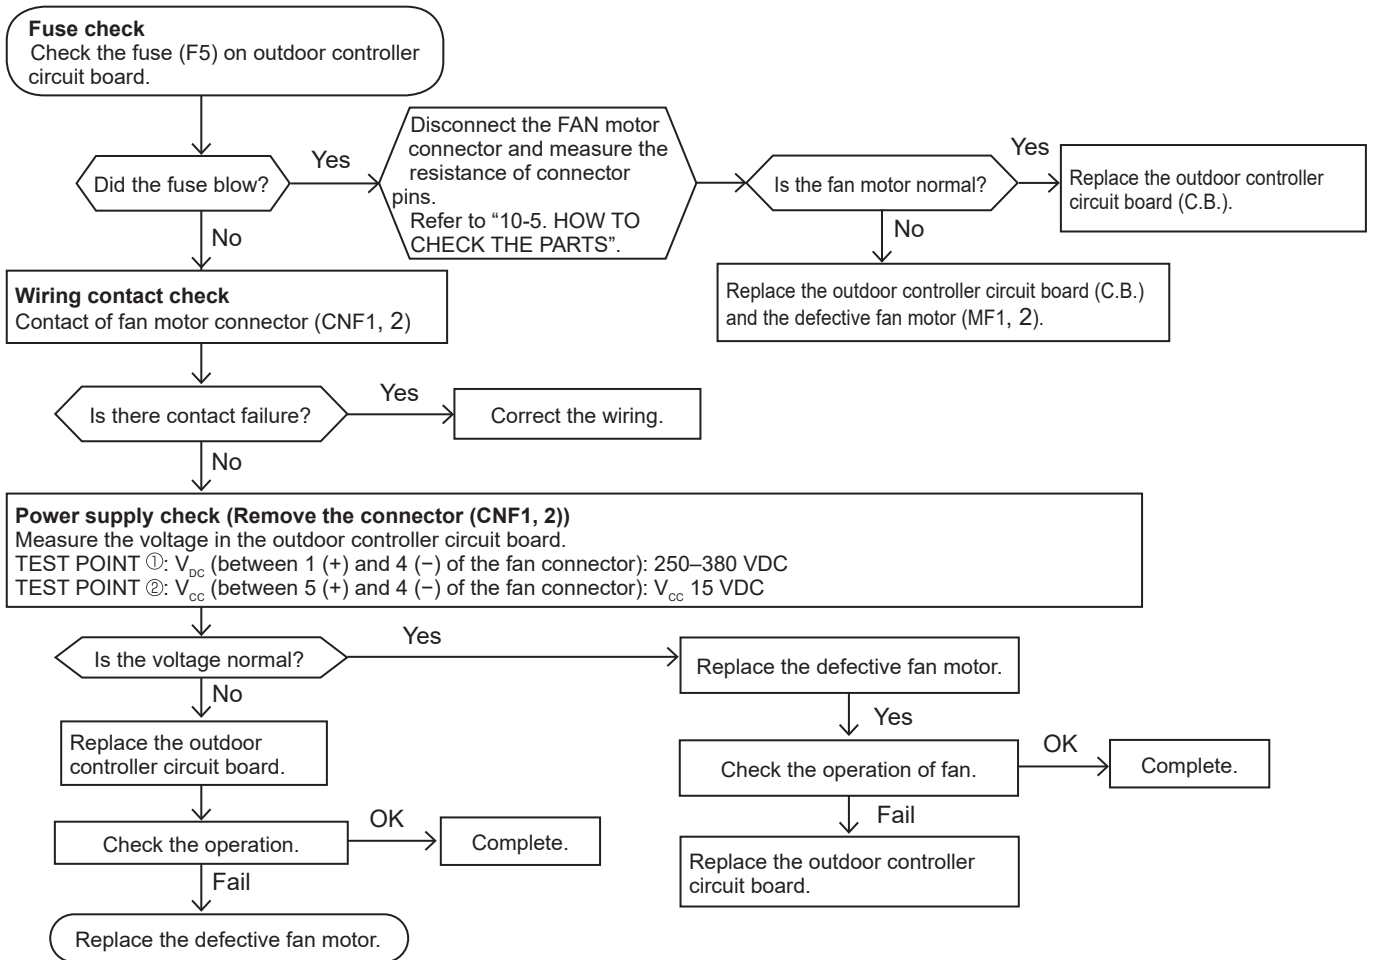 Fuse check
Check the fuse (F5) on outdoor controller
circuit board.
Did the fuse blow?
Yes
Disconnect the FAN motor
connector and measure the
resistance of connector
pins.
Refer to “10-5. HOW TO
CHECK THE PARTS”.
Is the fan motor normal?
Yes
Replace the outdoor controller
circuit board (C.B.).
No
Replace the outdoor controller circuit board (C.B.)
and the defective fan motor (MF1, 2).
No
Wiring contact check
Contact of fan motor connector (CNF1, 2)
Is there contact failure?
Yes
Correct the wiring.
No
Power supply check (Remove the connector (CNF1, 2))
Measure the voltage in the outdoor controller circuit board.
TEST POINT ①: VDC (between 1 (+) and 4 (−) of the fan connector): 250–380 VDC
TEST POINT ②: VCC (between 5 (+) and 4 (−) of the fan connector): VCC 15 VDC
Is the voltage normal?
Yes
Replace the defective fan motor.
Yes
Check the operation of fan.
OK
Complete.
Fail
Replace the outdoor controller
circuit board.
No
Replace the outdoor
controller circuit board.
Check the operation.
OK
Complete.
Fail
Replace the defective fan motor.